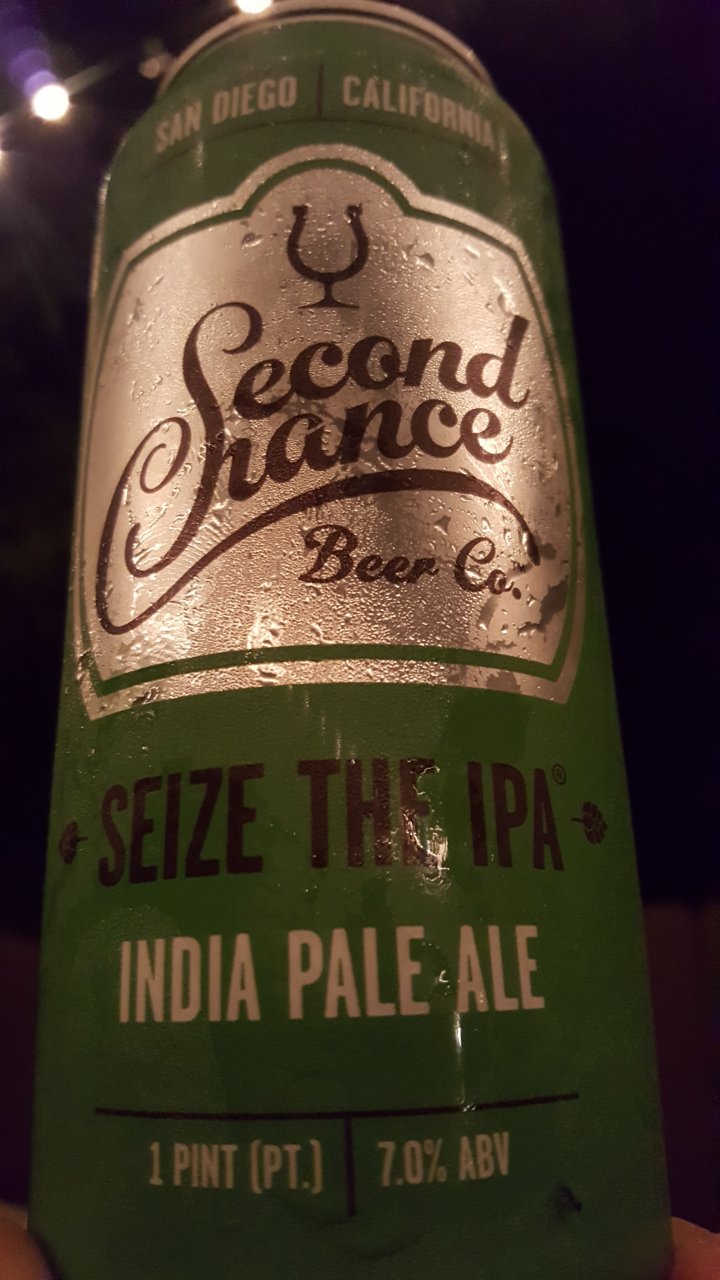 SAN DIEGO | CALIFORNIA
Second
Chance
Beer Co.™
SEIZE THE IPA®
INDIA PALE ALE
1 PINT (PT.) | 7.0% ABV